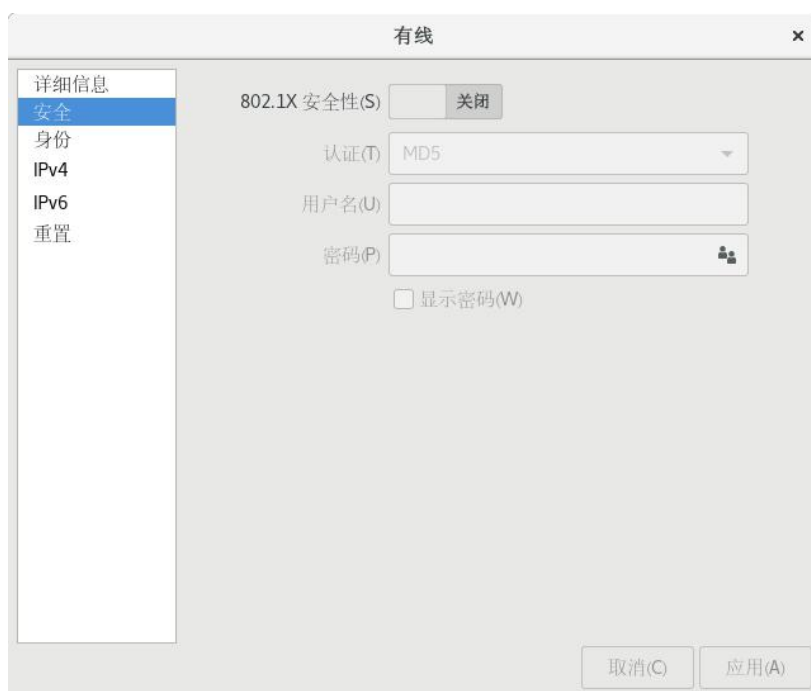 有线
详细信息
安全
身份
IPv4
IPv6
重置
802.1X 安全性(S)
关闭
认证(T)
MD5
用户名(U)
密码(P)
显示密码(W)
取消(C)
应用(A)